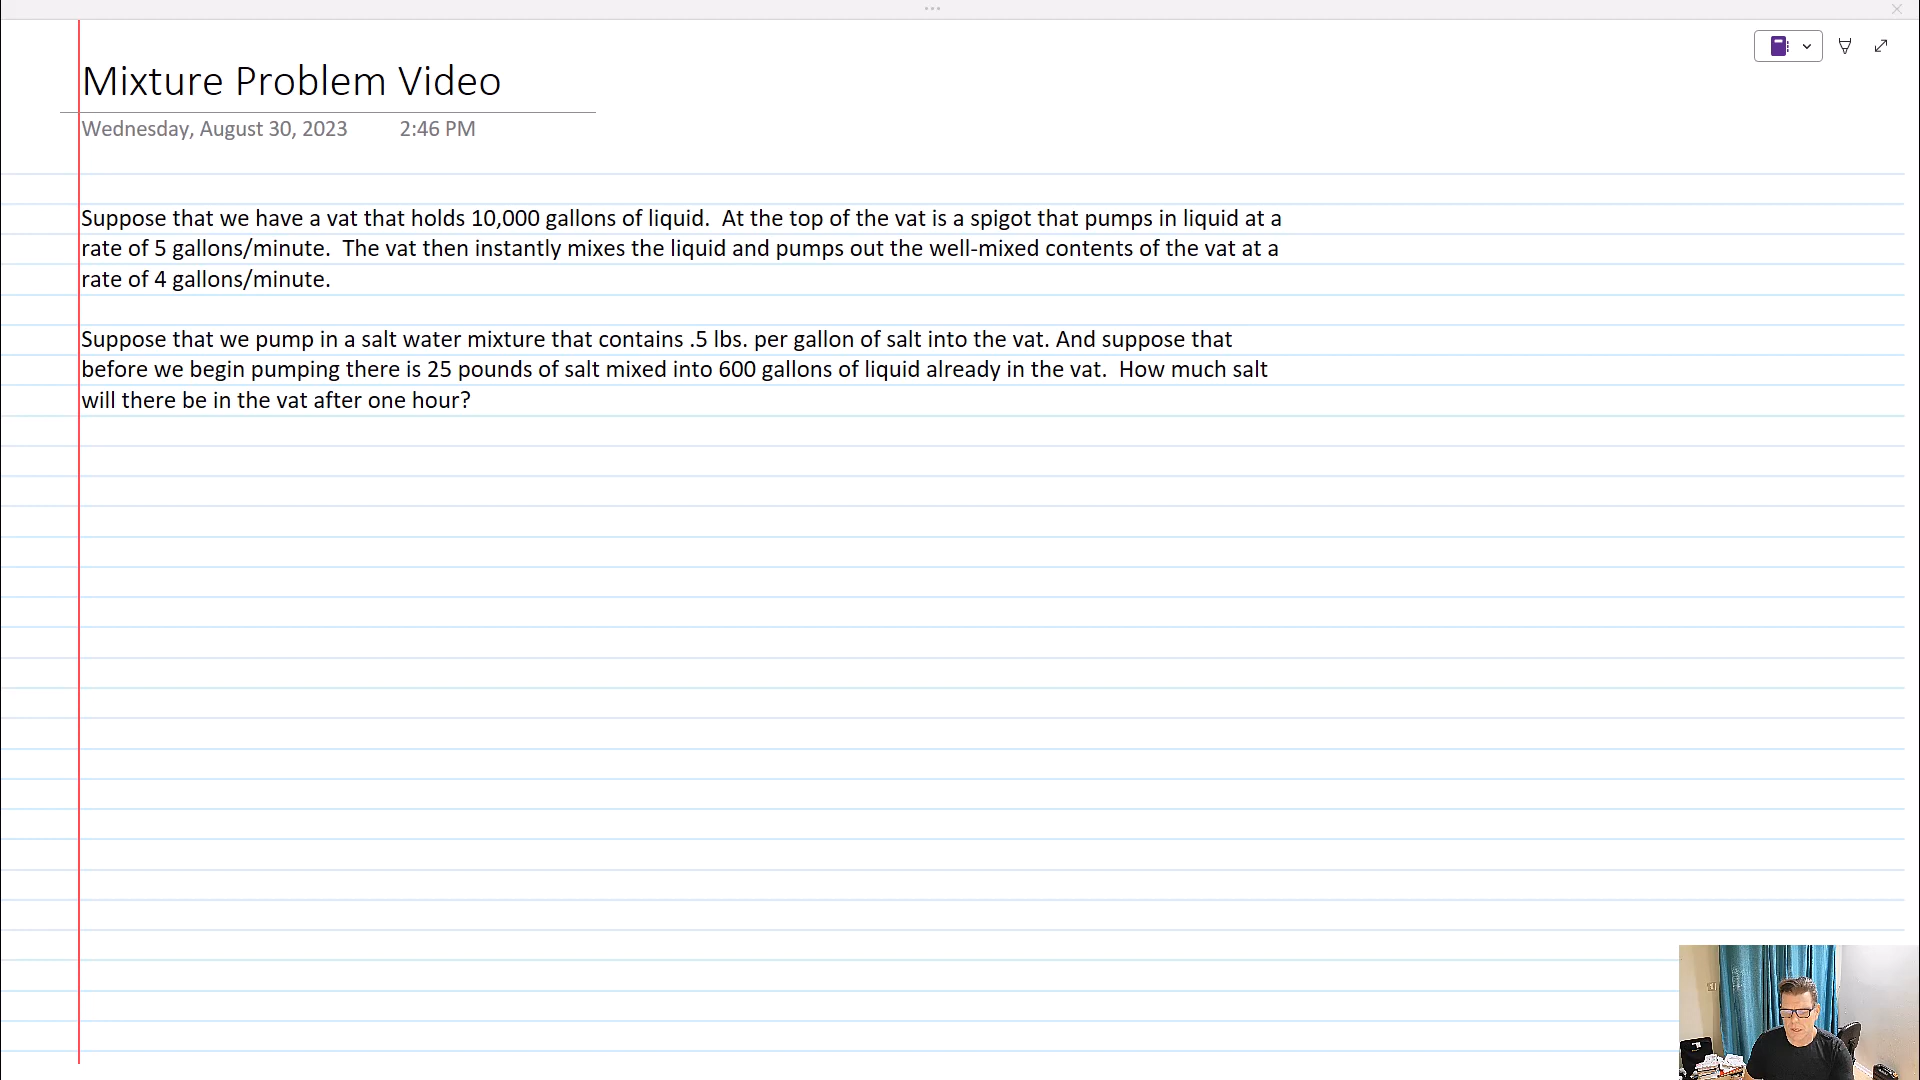 Mixture Problem Video
Wednesday, August 30, 2023 2:46 PM
Suppose that we have a vat that holds 10,000 gallons of liquid. At the top of the vat is a spigot that pumps in liquid at a
rate of 5 gallons/minute. The vat then instantly mixes the liquid and pumps out the well-mixed contents of the vat at a
rate of 4 gallons/minute.
Suppose that we pump in a salt water mixture that contains .5 lbs. per gallon of salt into the vat. And suppose that
before we begin pumping there is 25 pounds of salt mixed into 600 gallons of liquid already in the vat. How much salt
will there be in the vat after one hour?